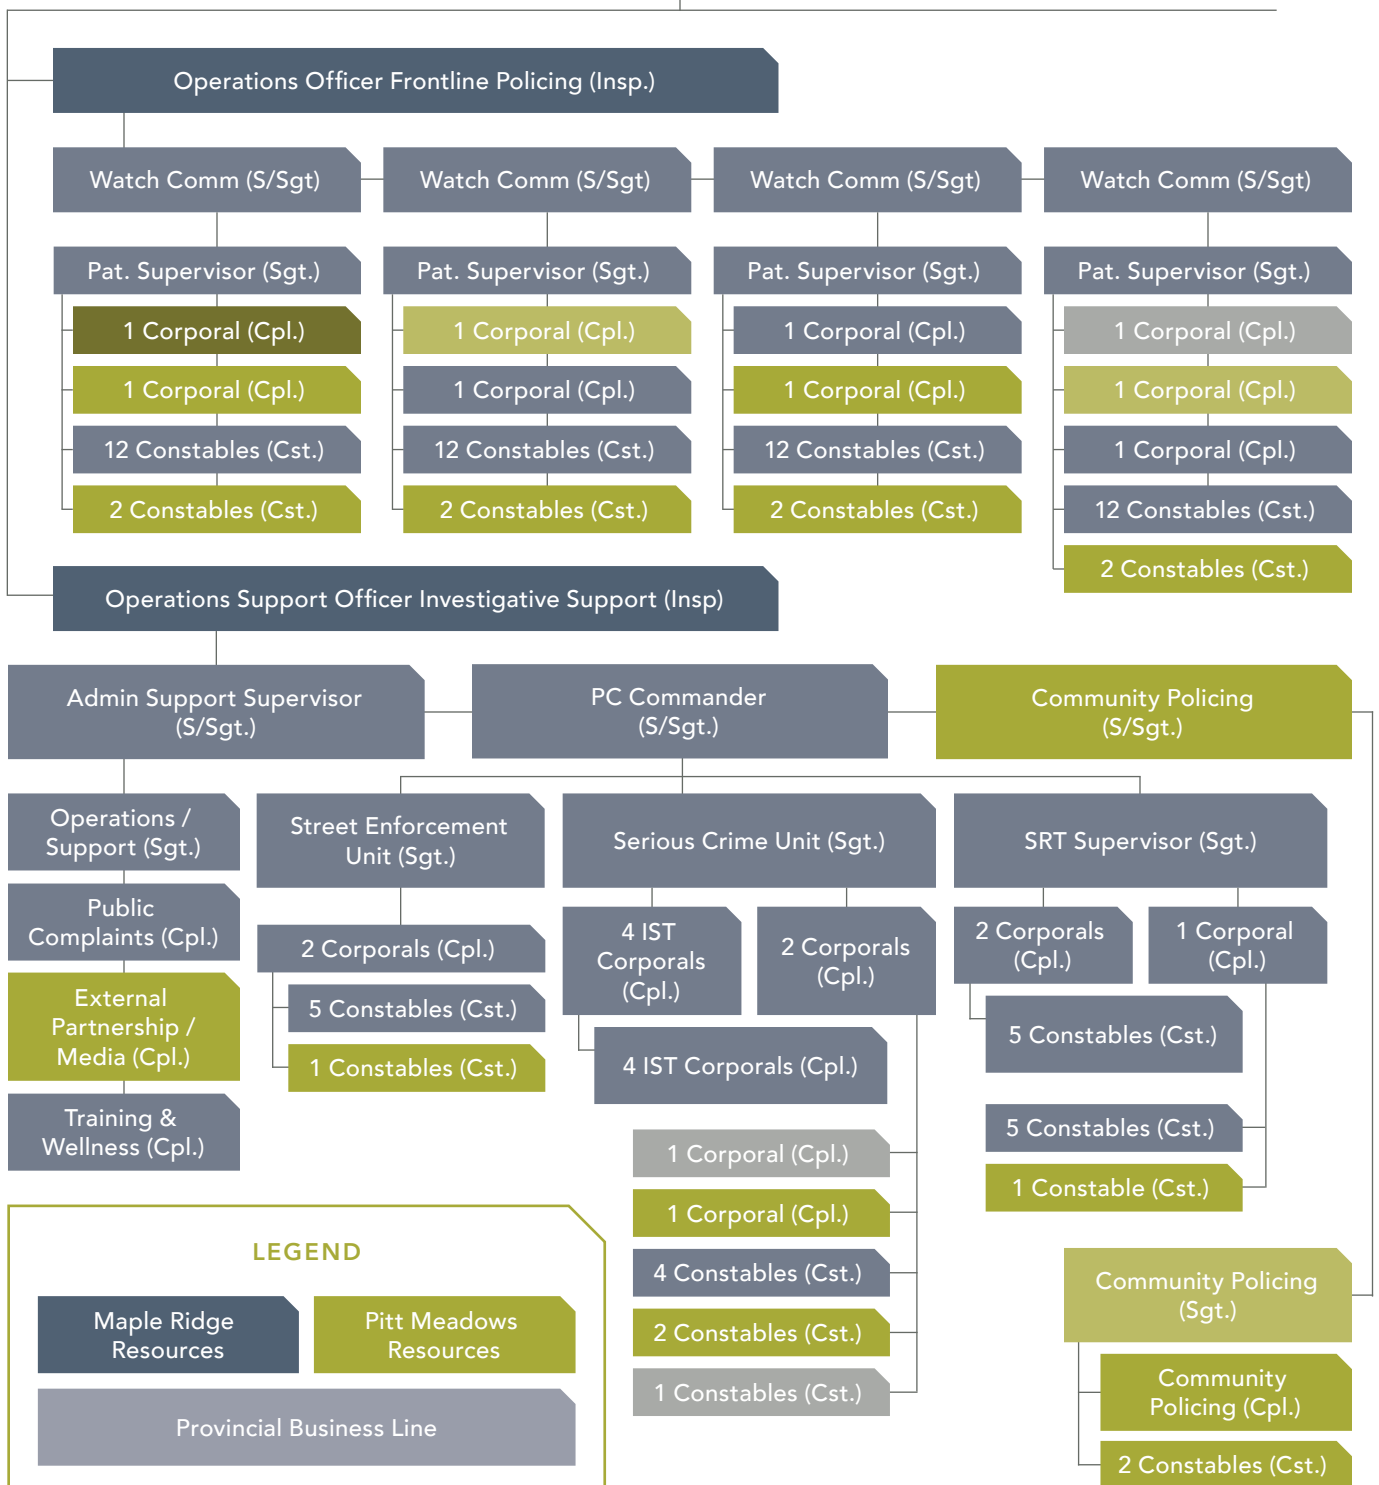 Operations Officer Frontline Policing (Insp.)
Watch Comm (S/Sgt)
Watch Comm (S/Sgt)
Watch Comm (S/Sgt)
Watch Comm (S/Sgt)
Pat. Supervisor (Sgt.)
1 Corporal (Cpl.)
1 Corporal (Cpl.)
12 Constables (Cst.)
2 Constables (Cst.)
Pat. Supervisor (Sgt.)
1 Corporal (Cpl.)
1 Corporal (Cpl.)
12 Constables (Cst.)
2 Constables (Cst.)
Pat. Supervisor (Sgt.)
1 Corporal (Cpl.)
1 Corporal (Cpl.)
12 Constables (Cst.)
2 Constables (Cst.)
Pat. Supervisor (Sgt.)
1 Corporal (Cpl.)
1 Corporal (Cpl.)
1 Corporal (Cpl.)
12 Constables (Cst.)
2 Constables (Cst.)
Operations Support Officer Investigative Support (Insp)
Admin Support Supervisor
(S/Sgt.)
PC Commander
(S/Sgt.)
Community Policing
(S/Sgt.)
Operations /
Support (Sgt.)
Public
Complaints (Cpl.)
External
Partnership /
Media (Cpl.)
Training &
Wellness (Cpl.)
Street Enforcement
Unit (Sgt.)
2 Corporals (Cpl.)
5 Constables (Cst.)
1 Constables (Cst.)
Serious Crime Unit (Sgt.)
4 IST
Corporals
(Cpl.)
4 IST Corporals (Cpl.)
2 Corporals
(Cpl.)
1 Corporal (Cpl.)
1 Corporal (Cpl.)
4 Constables (Cst.)
2 Constables (Cst.)
1 Constables (Cst.)
SRT Supervisor (Sgt.)
2 Corporals
(Cpl.)
5 Constables (Cst.)
1 Corporal
(Cpl.)
5 Constables (Cst.)
1 Constable (Cst.)
Community Policing
(Sgt.)
Community
Policing (Cpl.)
2 Constables (Cst.)
LEGEND
Maple Ridge
Resources
Pitt Meadows
Resources
Provincial Business Line